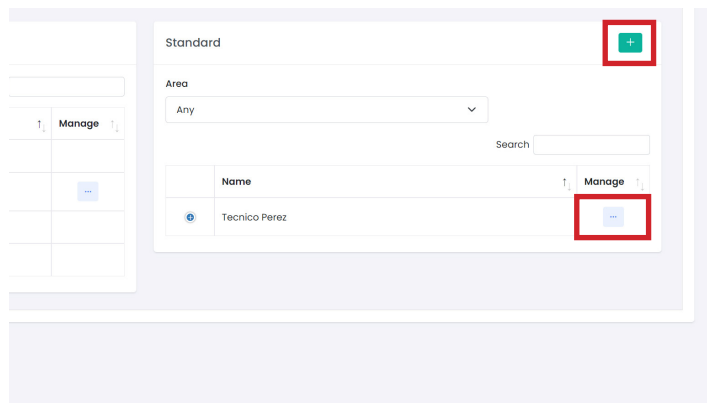 Standard
+
Area
Any
Search
Manage
Name
Manage
...
Tecnico Perez
...